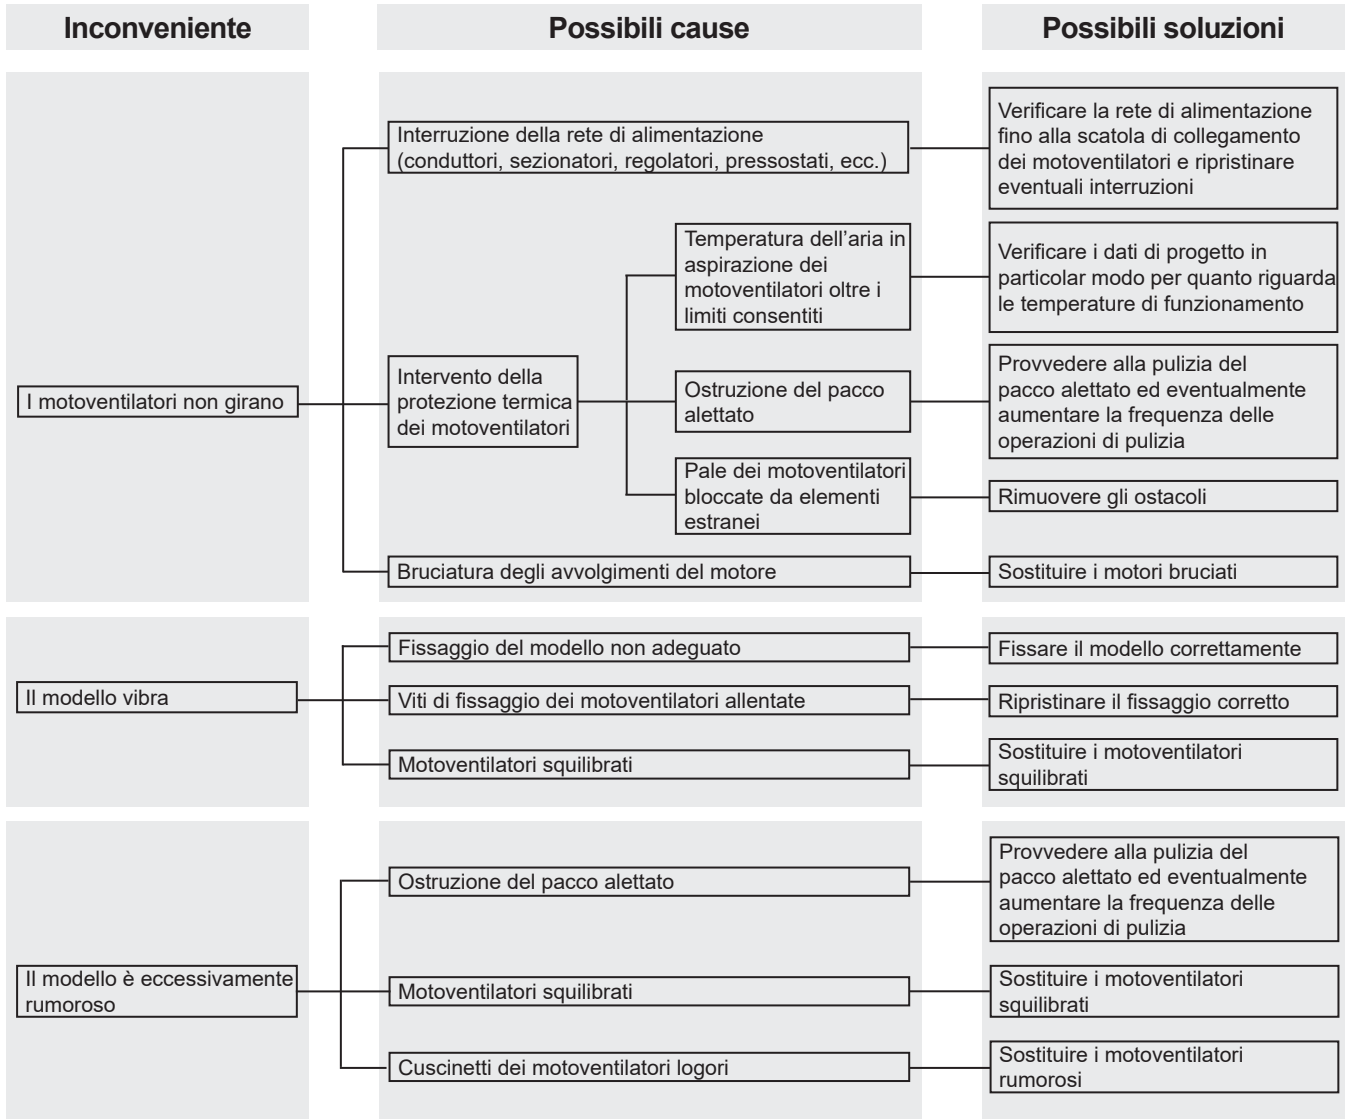 Inconveniente
Possibili cause
Possibili soluzioni
I motoventilatori non girano
Interruzione della rete di alimentazione
(conduttori, sezionatori, regolatori, pressostati, ecc.)
Verificare la rete di alimentazione
fino alla scatola di collegamento
dei motoventilatori e ripristinare
eventuali interruzioni
Intervento della
protezione termica
dei motoventilatori
Temperatura dell’aria in
aspirazione dei
motoventilatori oltre i
limiti consentiti
Verificare i dati di progetto in
particolar modo per quanto riguarda
le temperature di funzionamento
Ostruzione del pacco
alettato
Provvedere alla pulizia del
pacco alettato ed eventualmente
aumentare la frequenza delle
operazioni di pulizia
Pale dei motoventilatori
bloccate da elementi
estranei
Rimuovere gli ostacoli
Bruciatura degli avvolgimenti del motore
Sostituire i motori bruciati
Il modello vibra
Fissaggio del modello non adeguato
Fissare il modello correttamente
Viti di fissaggio dei motoventilatori allentate
Ripristinare il fissaggio corretto
Motoventilatori squilibrati
Sostituire i motoventilatori
squilibrati
Il modello è eccessivamente
rumoroso
Ostruzione del pacco alettato
Provvedere alla pulizia del
pacco alettato ed eventualmente
aumentare la frequenza delle
operazioni di pulizia
Motoventilatori squilibrati
Sostituire i motoventilatori
squilibrati
Cuscinetti dei motoventilatori logori
Sostituire i motoventilatori
rumorosi